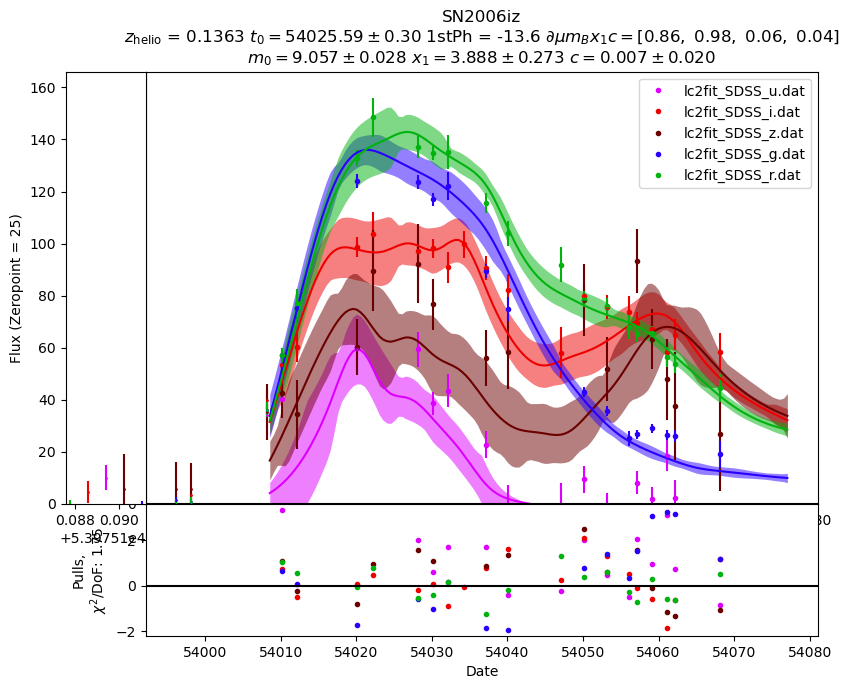 SN2006iz
z_helio = 0.1363 t_0 = 54025.59 ± 0.30 1stPh = -13.6 ∂μm_Bx_1c = [0.86, 0.98, 0.06, 0.04]
m_0 = 9.057 ± 0.028 x_1 = 3.888 ± 0.273 c = 0.007 ± 0.020
lc2fit_SDSS_u.dat
lc2fit_SDSS_i.dat
lc2fit_SDSS_z.dat
lc2fit_SDSS_g.dat
lc2fit_SDSS_r.dat
Flux (Zeropoint = 25)
160
140
120
100
80
60
40
20
0
0.088 0.090
Pulls,
χ²/DoF:
0
−2
54000 54010 54020 54030 54040 54050 54060 54070 54080
Date